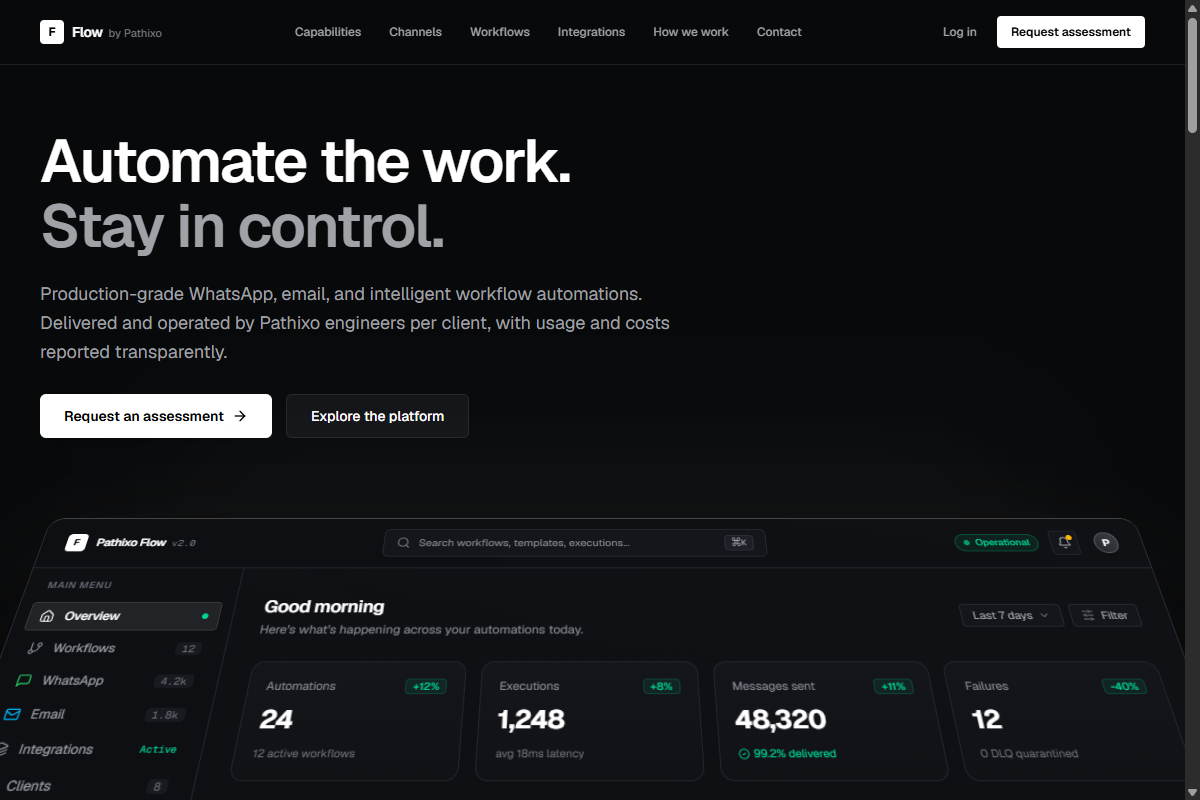 F Flow by Pathixo
Capabilities Channels Workflows Integrations How we work Contact
Log in Request assessment
Automate the work.
Stay in control.
Production-grade WhatsApp, email, and intelligent workflow automations.
Delivered and operated by Pathixo engineers per client, with usage and costs
reported transparently.
Request an assessment → Explore the platform
F Pathixo Flow v2.0 Search workflows, templates, executions... ⌘K Operational P
MAIN MENU
Overview
Workflows 12
WhatsApp 4.2k
Email 1.8k
Integrations Active
Clients 8
Good morning
Here's what's happening across your automations today.
Last 7 days Filter
Automations +12%
24
12 active workflows
Executions +8%
1,248
avg 18ms latency
Messages sent +11%
48,320
99.2% delivered
Failures -40%
12
0 DLQ quarantined